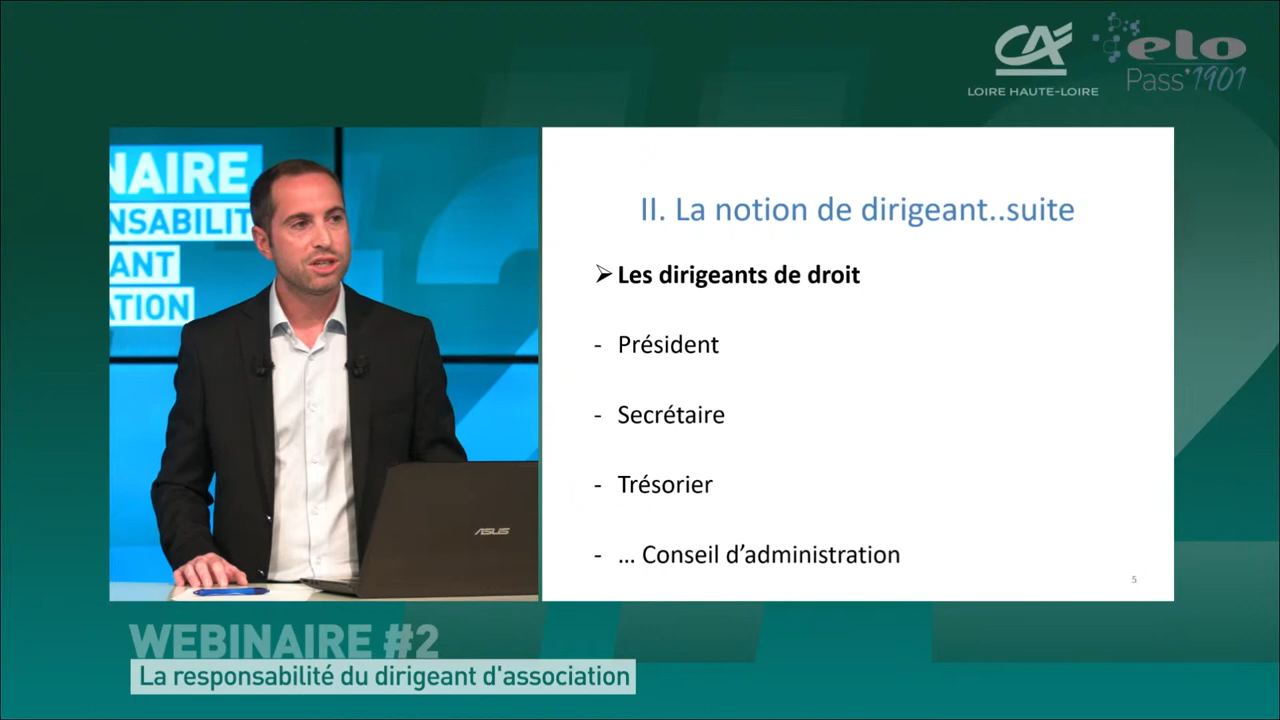 CA
LOIRE HAUTE-LOIRE
elo
Pass'1901
NAIRE
NSABILIT
ANT
ATION
II. La notion de dirigeant..suite
➢ Les dirigeants de droit
- Président
- Secrétaire
- Trésorier
- ... Conseil d’administration
5
ASUS
WEBINAIRE #2
La responsabilité du dirigeant d'association